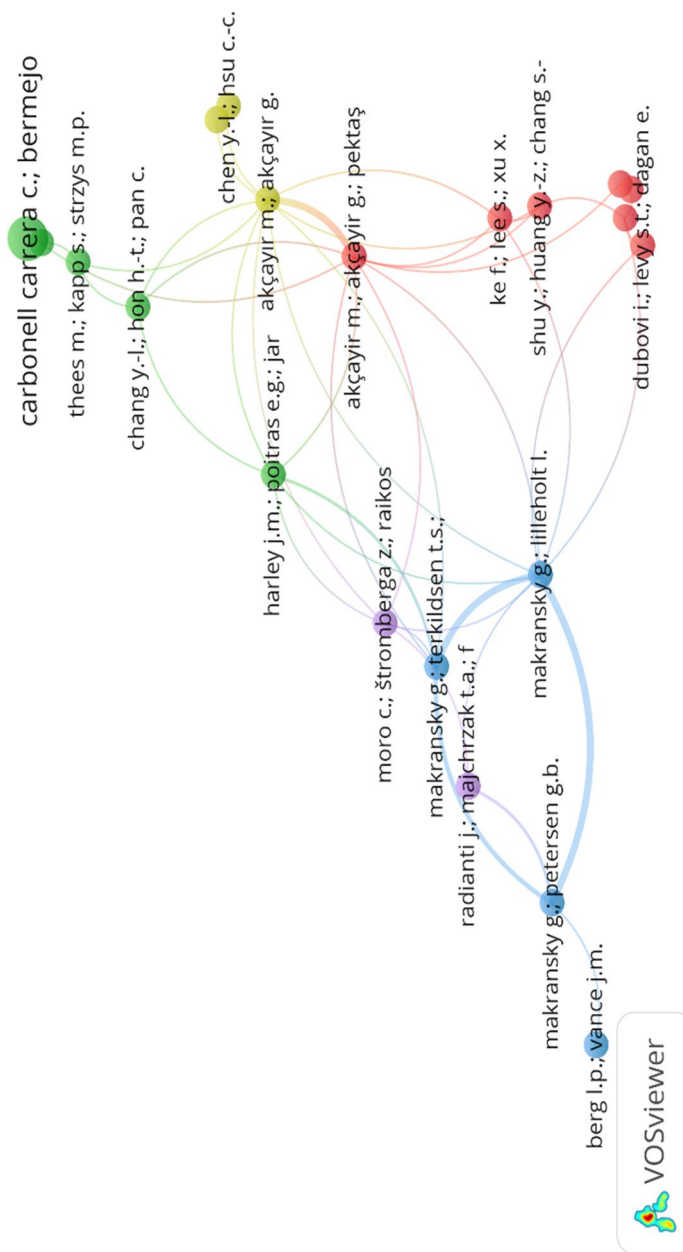 carbonell carrera c.; bermejo
thees m.; kapp s.; strzys m.p.
chang y.-l.; hon h.-t.; pan c.
chen y.-l.; hsu c.-c.
akçayır m.; akçayır g.
harley j.m.; poitras e.g.; jar
akçayır m.; akçayır g.; pektaş
moro c.; štromberga z.; raikos
makransky g.; terkildsen t.s.;
radianti j.; majchrzak t.a.; f
ke f.; lee s.; xu x.
shu y.; huang y.-z.; chang s.-
makransky g.; lilleholt l.
makransky g.; petersen g.b.
berg l.p.; vance j.m.
dubovi i.; levy s.t.; dagan e.
VOSviewer